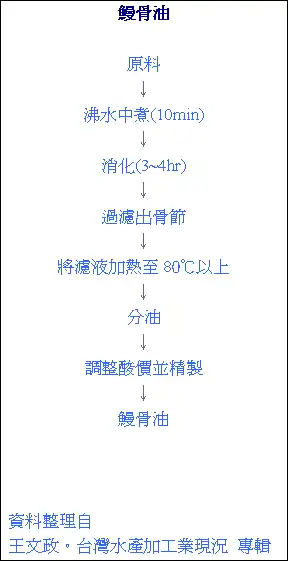 鰻骨油
原料
↓
沸水中煮(10min)
↓
消化(3~4hr)
↓
過濾出骨節
↓
將濾液加熱至 80℃以上
↓
分油
↓
調整酸價並精製
↓
鰻骨油
資料整理自
王文政。台灣水產加工業現況 專輯